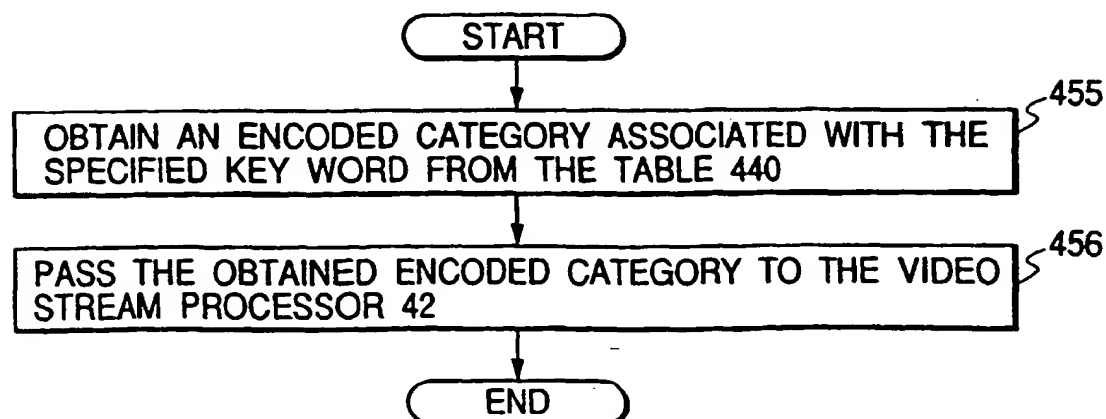 START
455
OBTAIN AN ENCODED CATEGORY ASSOCIATED WITH THE
SPECIFIED KEY WORD FROM THE TABLE 440
456
PASS THE OBTAINED ENCODED CATEGORY TO THE VIDEO
STREAM PROCESSOR 42
END